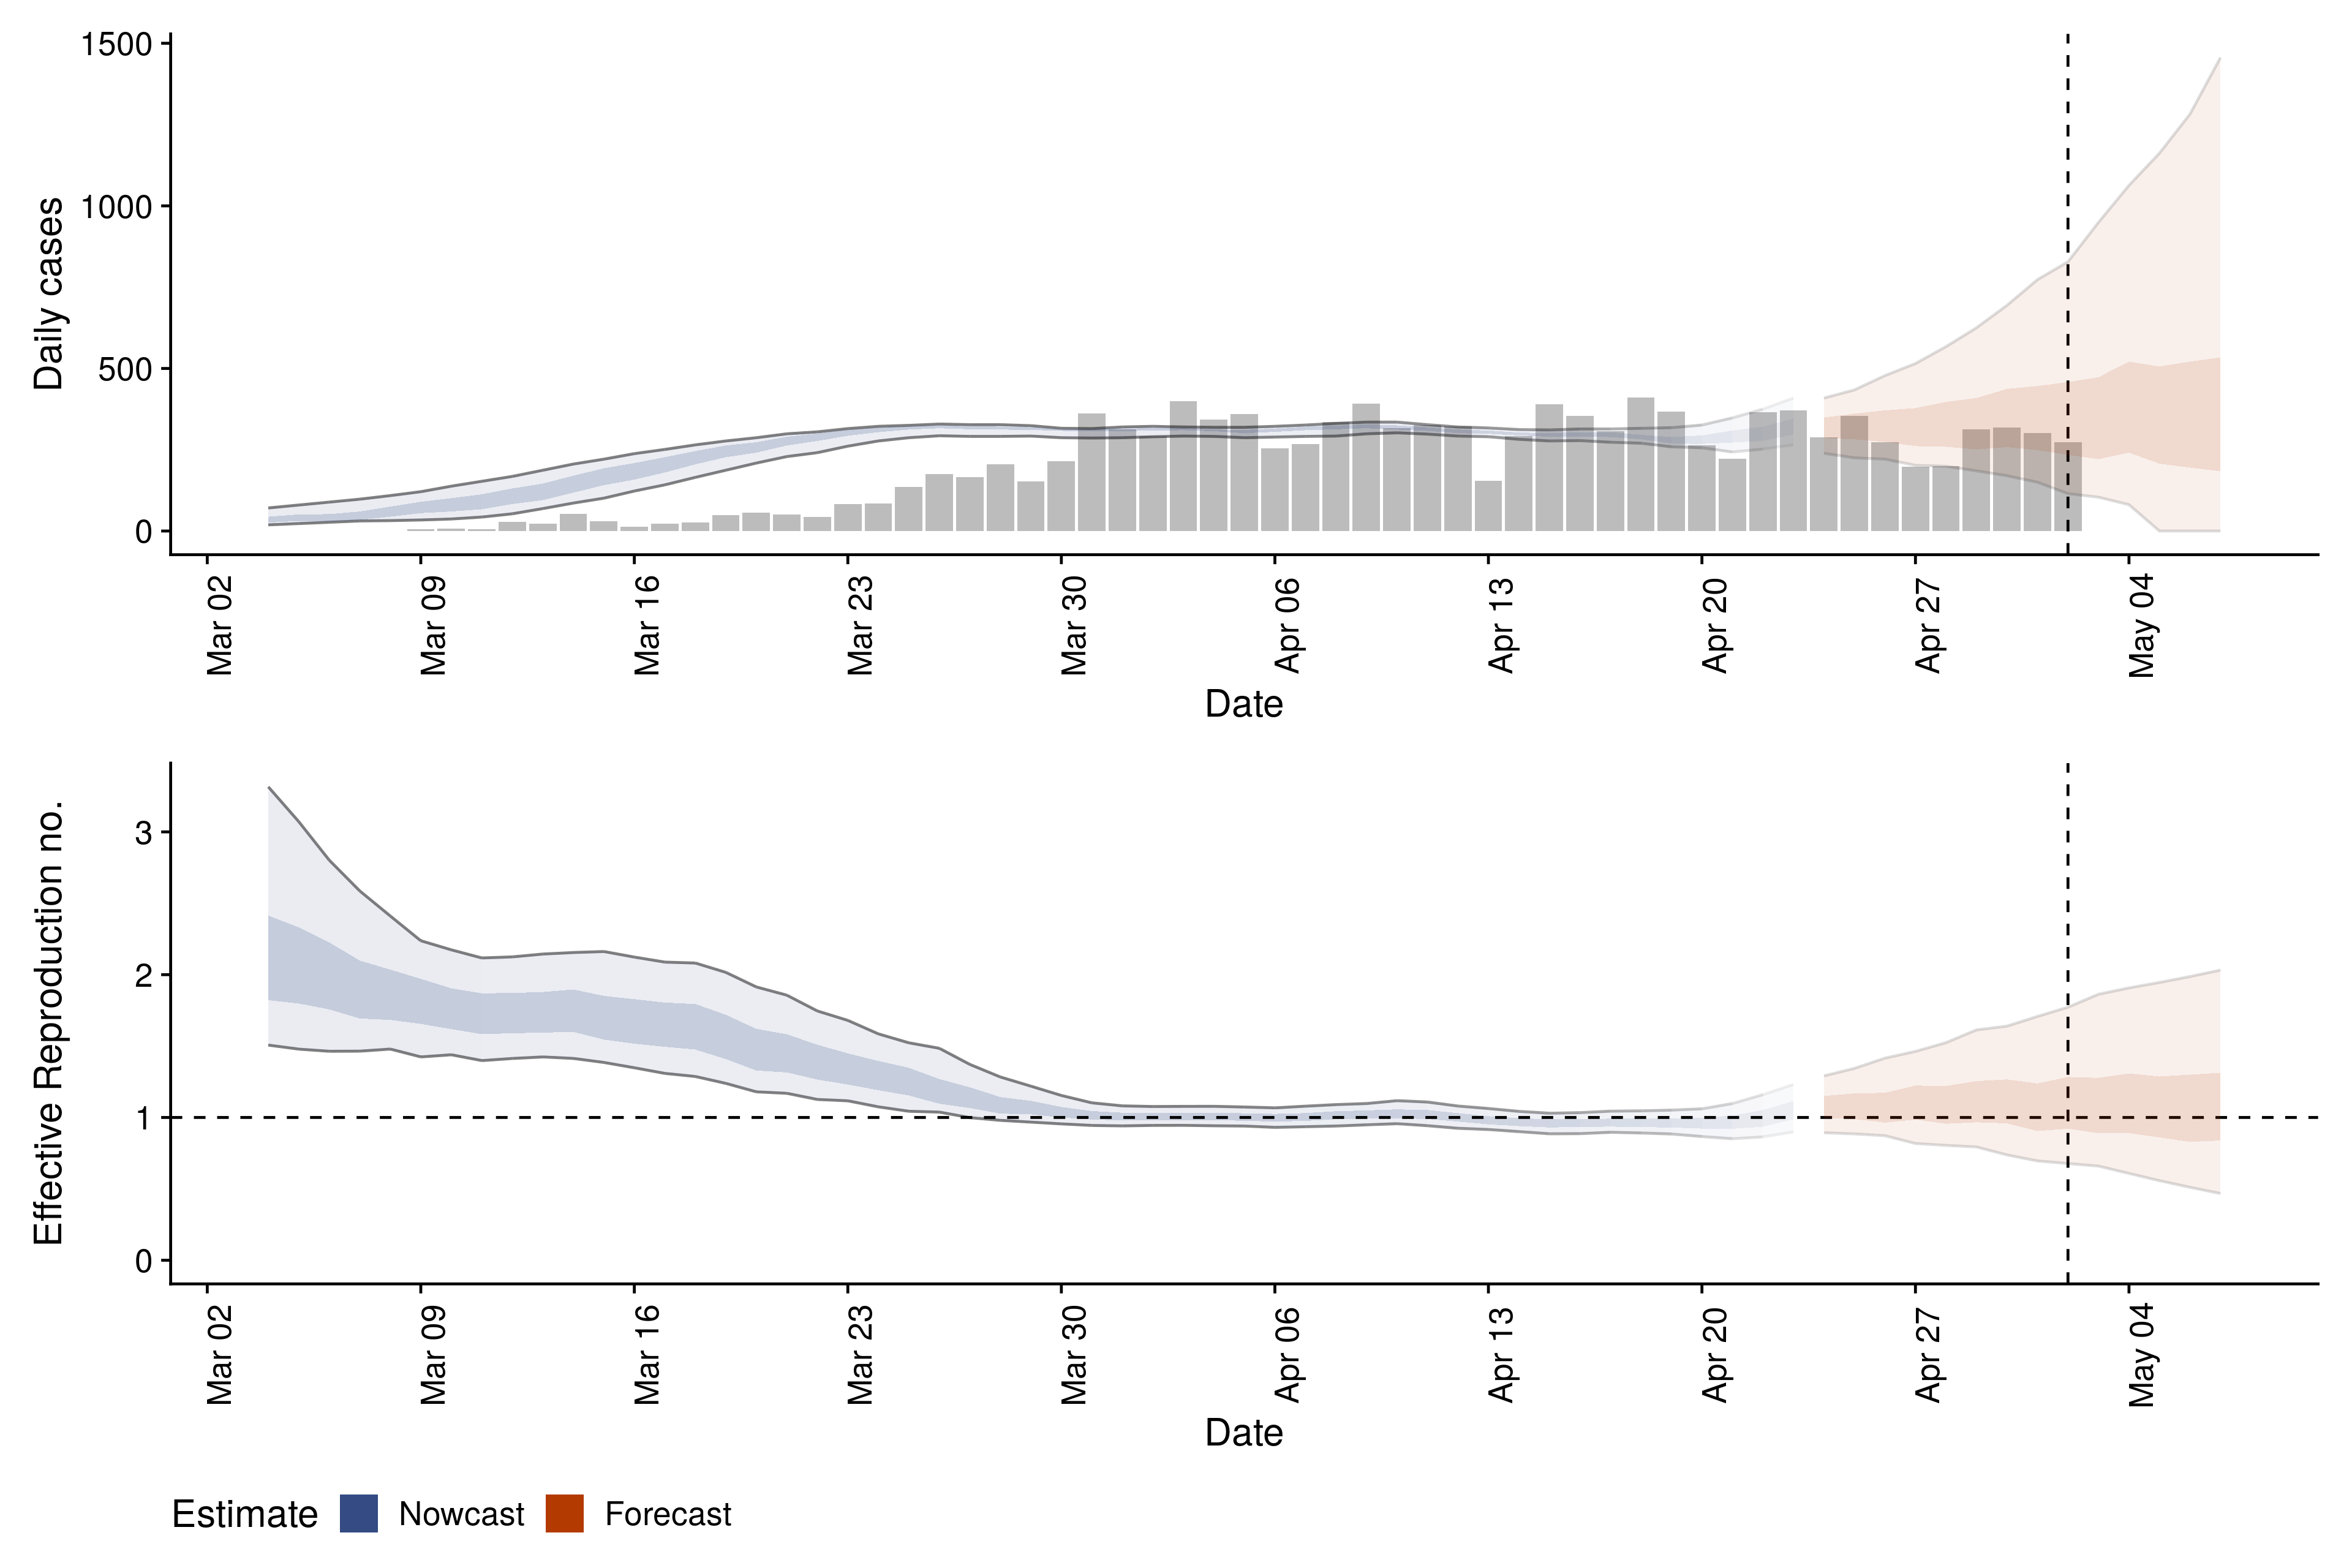 Daily cases
1500
1000
500
0
Mar 02
Mar 09
Mar 16
Mar 23
Mar 30
Apr 06
Apr 13
Apr 20
Apr 27
May 04
Date
Effective Reproduction no.
3
2
1
0
Mar 02
Mar 09
Mar 16
Mar 23
Mar 30
Apr 06
Apr 13
Apr 20
Apr 27
May 04
Date
Estimate Nowcast Forecast